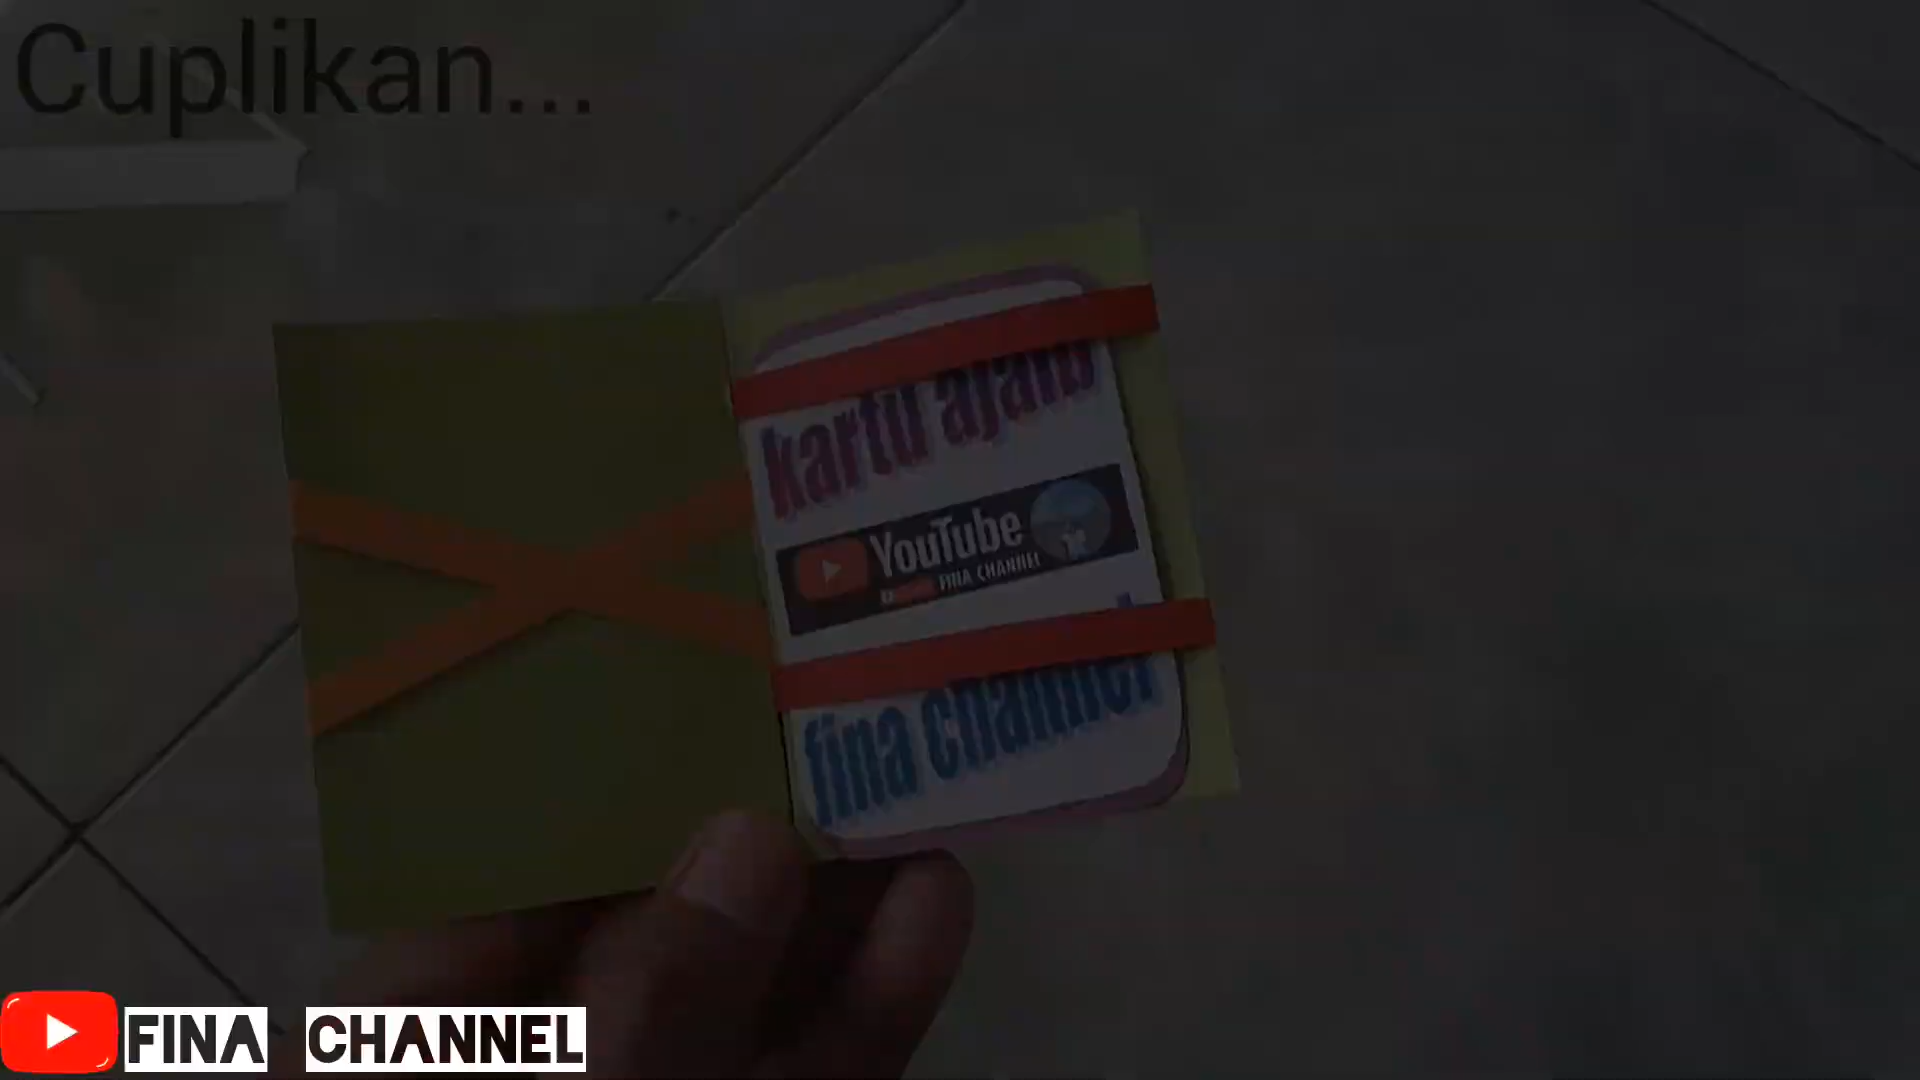 Cuplikan...
kartu ajaib
YouTube
FINA CHANNEL
fina channel
FINA CHANNEL